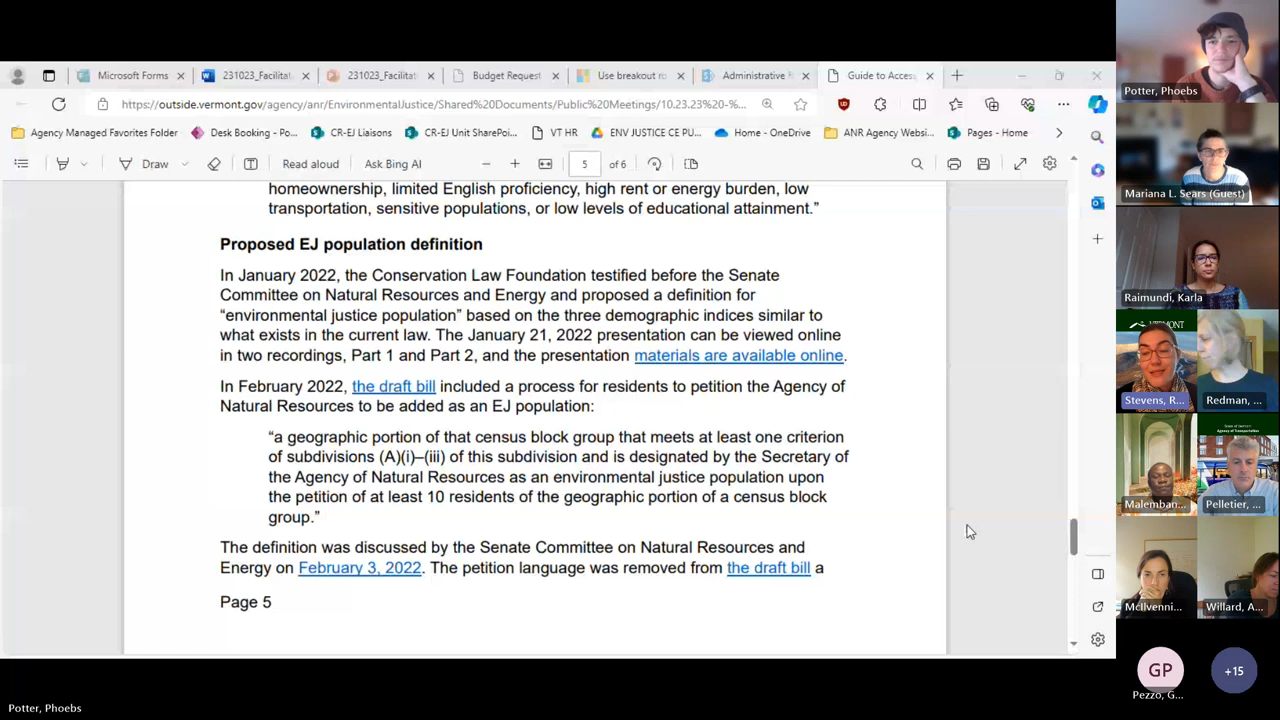 Microsoft Forms
231023_Facilitat
231023_Facilitat
Budget Request
Use breakout ro
Administrative R
Guide to Acces
https://outside.vermont.gov/agency/anr/EnvironmentalJustice/Shared%20Documents/Public%20Meetings/10.23.23%20-%...
Agency Managed Favorites Folder
Desk Booking - Po...
CR-EJ Liaisons
CR-EJ Unit SharePoi...
VT HR
ENV JUSTICE CE PU...
Home - OneDrive
ANR Agency Websi...
Pages - Home
Draw
Read aloud
Ask Bing AI
5
of 6
homeownership, limited English proficiency, high rent or energy burden, low
transportation, sensitive populations, or low levels of educational attainment.”
Proposed EJ population definition
In January 2022, the Conservation Law Foundation testified before the Senate
Committee on Natural Resources and Energy and proposed a definition for
“environmental justice population” based on the three demographic indices similar to
what exists in the current law. The January 21, 2022 presentation can be viewed online
in two recordings, Part 1 and Part 2, and the presentation materials are available online.
In February 2022, the draft bill included a process for residents to petition the Agency of
Natural Resources to be added as an EJ population:
“a geographic portion of that census block group that meets at least one criterion
of subdivisions (A)(i)–(iii) of this subdivision and is designated by the Secretary of
the Agency of Natural Resources as an environmental justice population upon
the petition of at least 10 residents of the geographic portion of a census block
group.”
The definition was discussed by the Senate Committee on Natural Resources and
Energy on February 3, 2022. The petition language was removed from the draft bill a
Page 5
Potter, Phoebs
Mariana L. Sears (Guest)
Raimundi, Karla
VERMONT
Stevens, R...
Redman, ...
State of Vermont
Agency of Transportation
Malemban...
Pelletier, ...
McIlvenni...
Willard, A...
GP
+15
Pezzo, G...
Potter, Phoebs